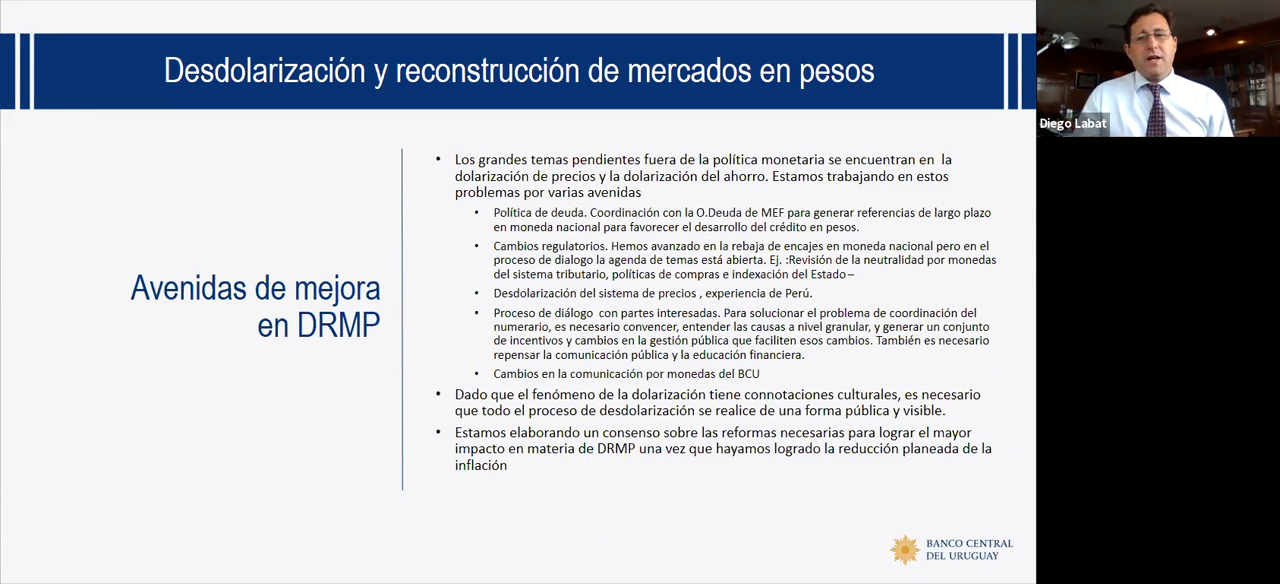 Desdolarización y reconstrucción de mercados en pesos
Diego Labat
Avenidas de mejora
en DRMP
• Los grandes temas pendientes fuera de la política monetaria se encuentran en la
dolarización de precios y la dolarización del ahorro. Estamos trabajando en estos
problemas por varias avenidas
• Política de deuda. Coordinación con la O.Deuda de MEF para generar referencias de largo plazo
en moneda nacional para favorecer el desarrollo del crédito en pesos.
• Cambios regulatorios. Hemos avanzado en la rebaja de encajes en moneda nacional pero en el
proceso de dialogo la agenda de temas está abierta. Ej. :Revisión de la neutralidad por monedas
del sistema tributario, políticas de compras e indexación del Estado–
• Desdolarización del sistema de precios , experiencia de Perú.
• Proceso de diálogo con partes interesadas. Para solucionar el problema de coordinación del
numerario, es necesario convencer, entender las causas a nivel granular, y generar un conjunto
de incentivos y cambios en la gestión pública que faciliten esos cambios. También es necesario
repensar la comunicación pública y la educación financiera.
• Cambios en la comunicación por monedas del BCU
• Dado que el fenómeno de la dolarización tiene connotaciones culturales, es necesario
que todo el proceso de desdolarización se realice de una forma pública y visible.
• Estamos elaborando un consenso sobre las reformas necesarias para lograr el mayor
impacto en materia de DRMP una vez que hayamos logrado la reducción planeada de la
inflación
BANCO CENTRAL
DEL URUGUAY